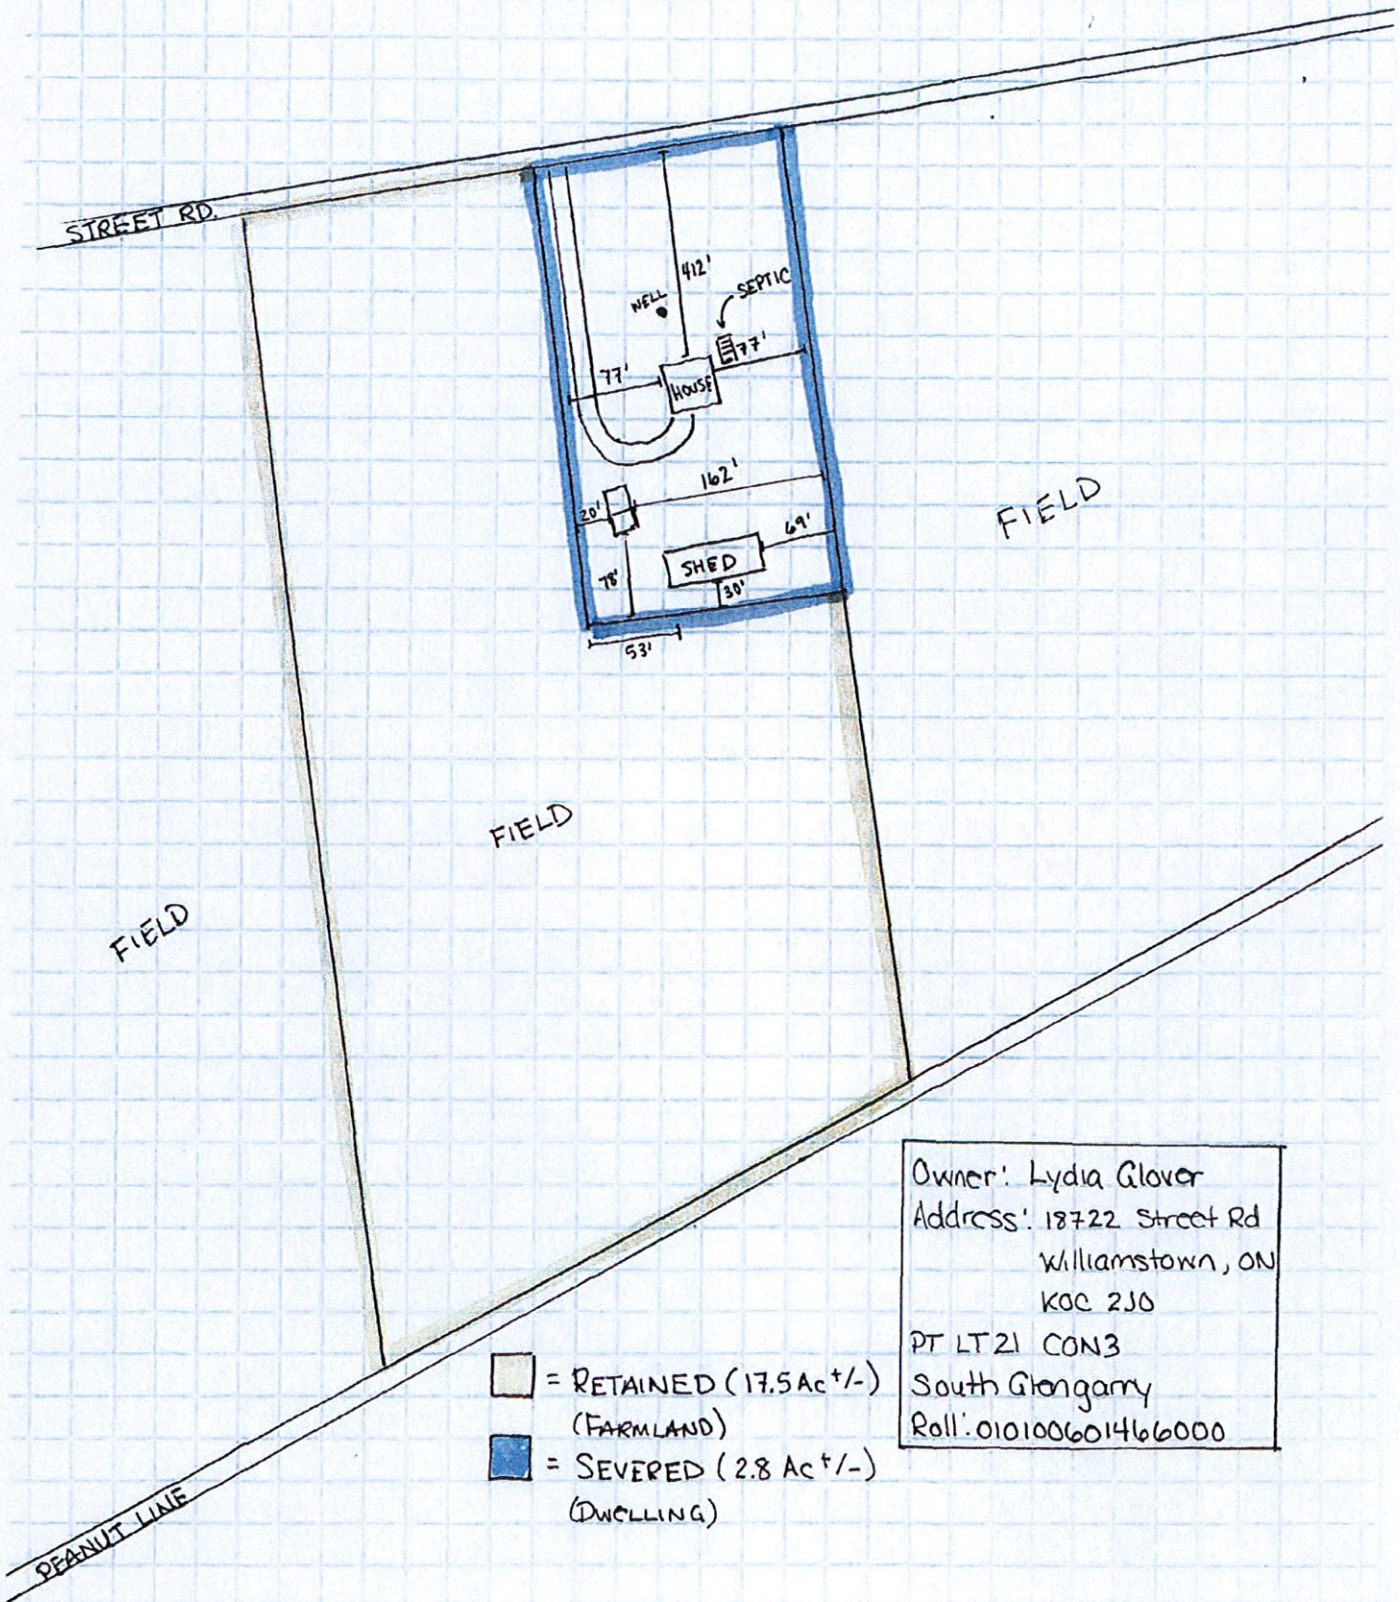 STREET RD.
412'
WELL
SEPTIC
77'
77'
HOUSE
162'
20'
69'
SHED
78'
30'
53'
FIELD
FIELD
FIELD
Owner: Lydia Glover
Address: 18722 Street Rd
Williamstown, ON
K0C 2J0
PT LT21 CON3
South Glengarry
Roll: 010100601466000
= RETAINED (17.5 Ac +/-)
(FARMLAND)
= SEVERED (2.8 Ac +/-)
(DWELLING)
PEANUT LINE